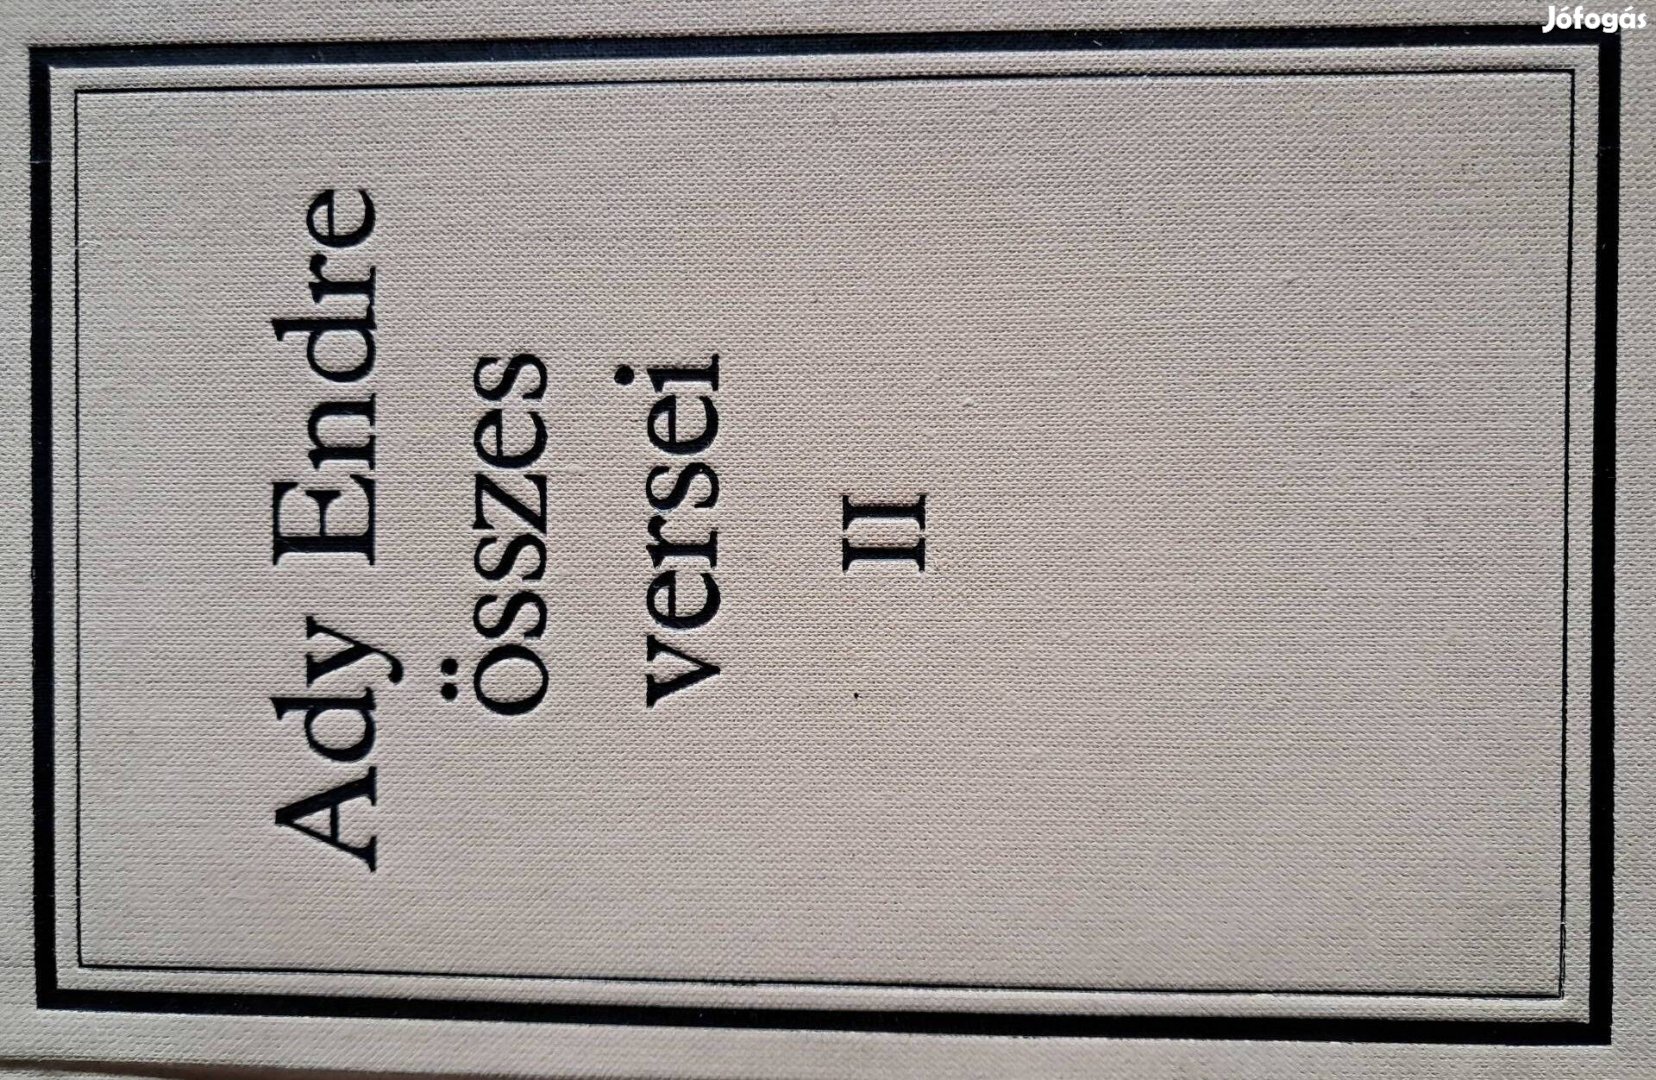 Jófogás
Ady Endre
összes
versei
II